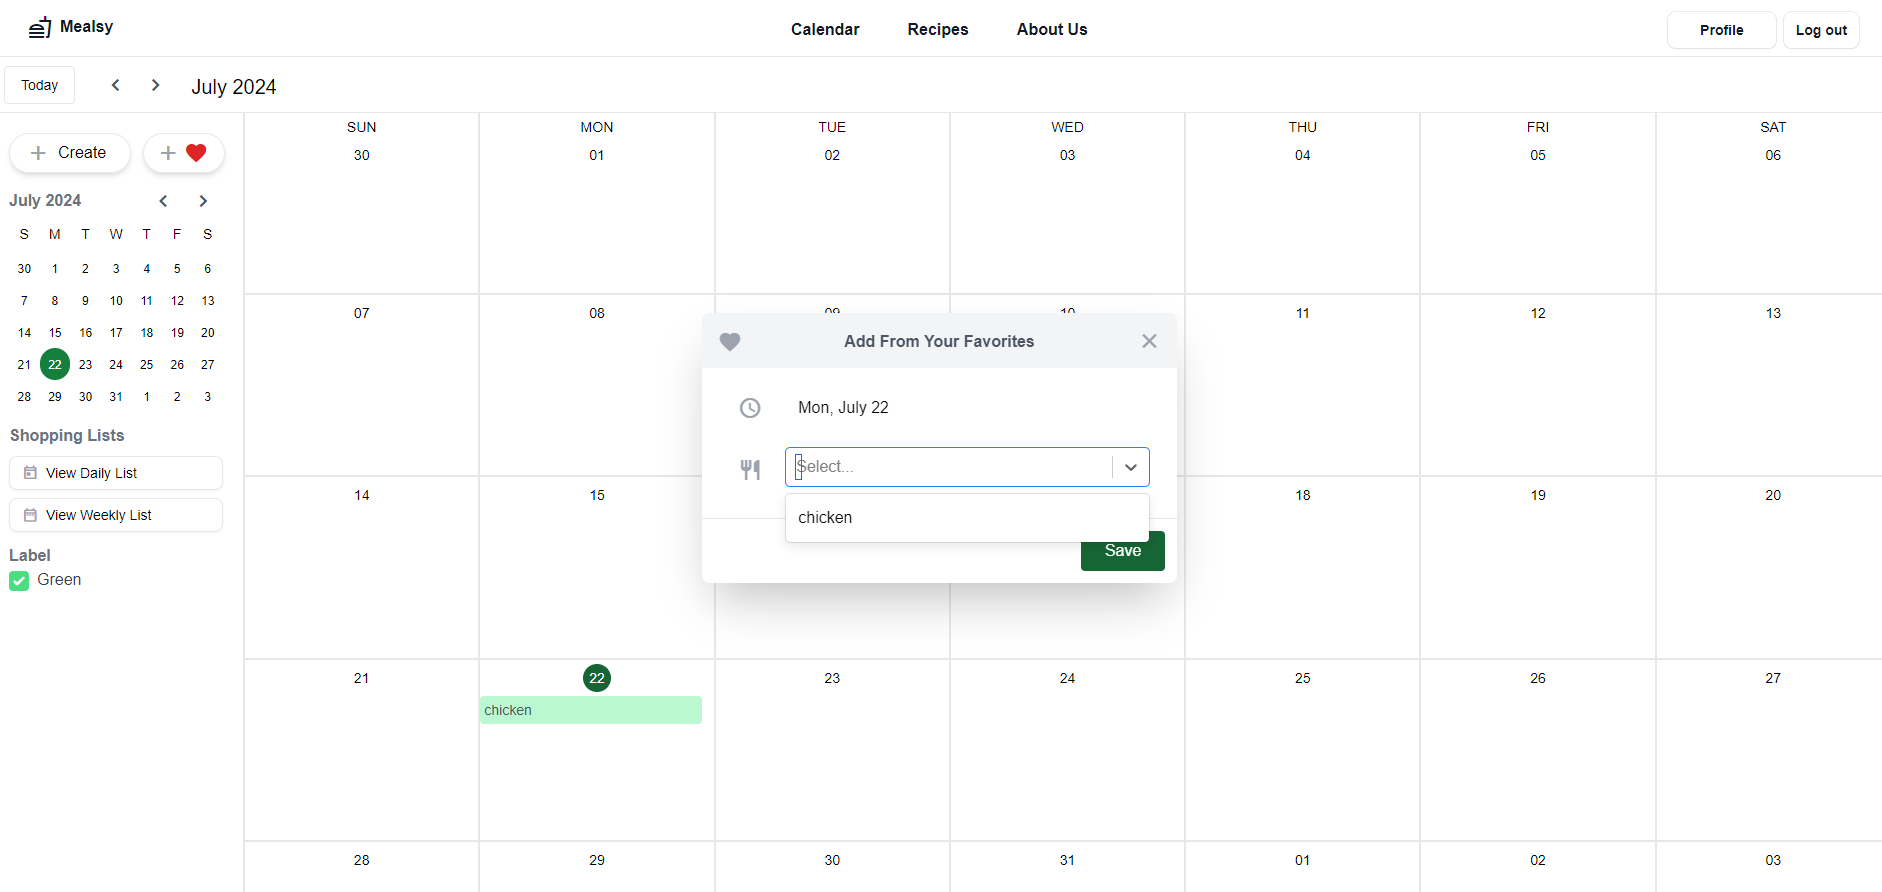 Mealsy
Calendar Recipes About Us
Profile Log out
Today July 2024
Create
July 2024
S M T W T F S
30 1 2 3 4 5 6
7 8 9 10 11 12 13
14 15 16 17 18 19 20
21 22 23 24 25 26 27
28 29 30 31 1 2 3
Shopping Lists
View Daily List
View Weekly List
Label
Green
SUN MON TUE WED THU FRI SAT
30 01 02 03 04 05 06
07 08 09 10 11 12 13
Add From Your Favorites
Mon, July 22
Select...
chicken
Save
14 15 18 19 20
21 22 23 24 25 26 27
chicken
28 29 30 31 01 02 03